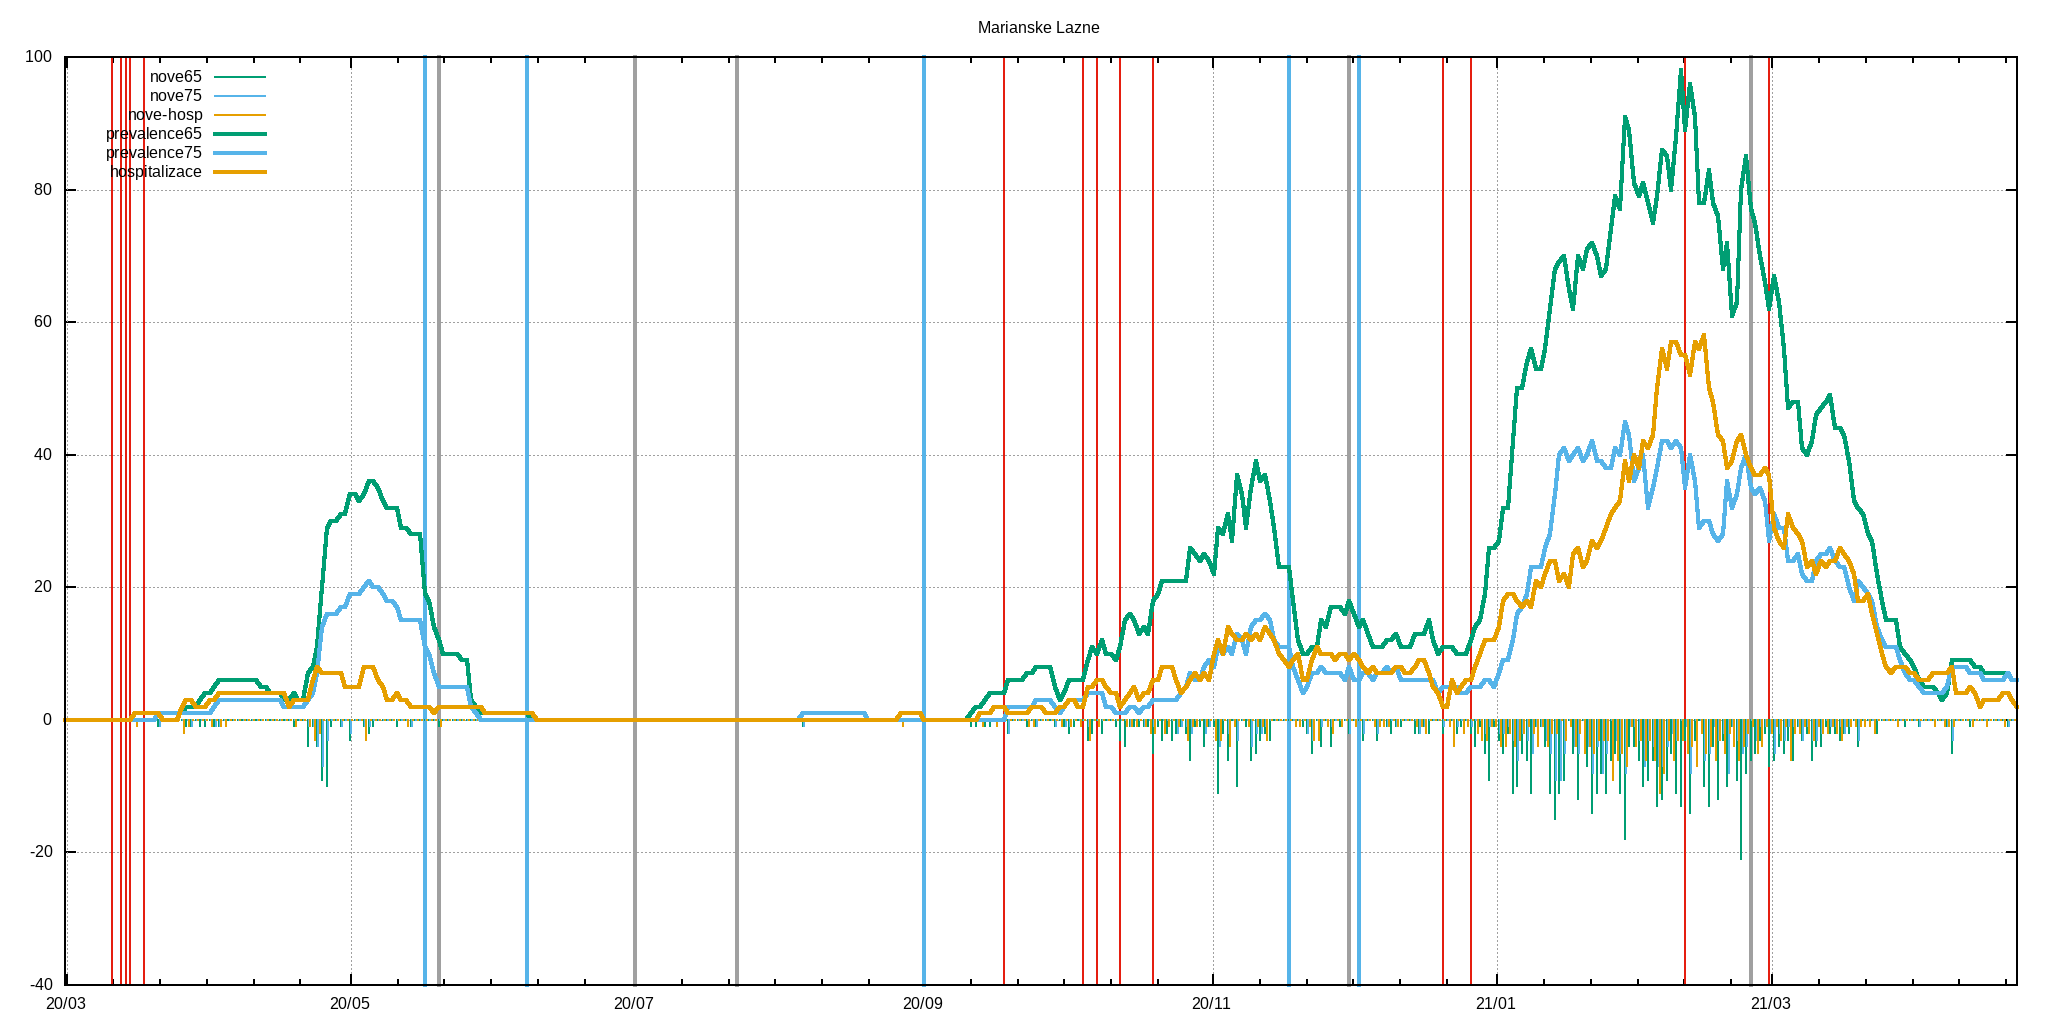 Marianske Lazne
100
80
60
40
20
0
-20
-40
nove65
nove75
nove-hosp
prevalence65
prevalence75
hospitalizace
20/03 20/05 20/07 20/09 20/11 21/01 21/03